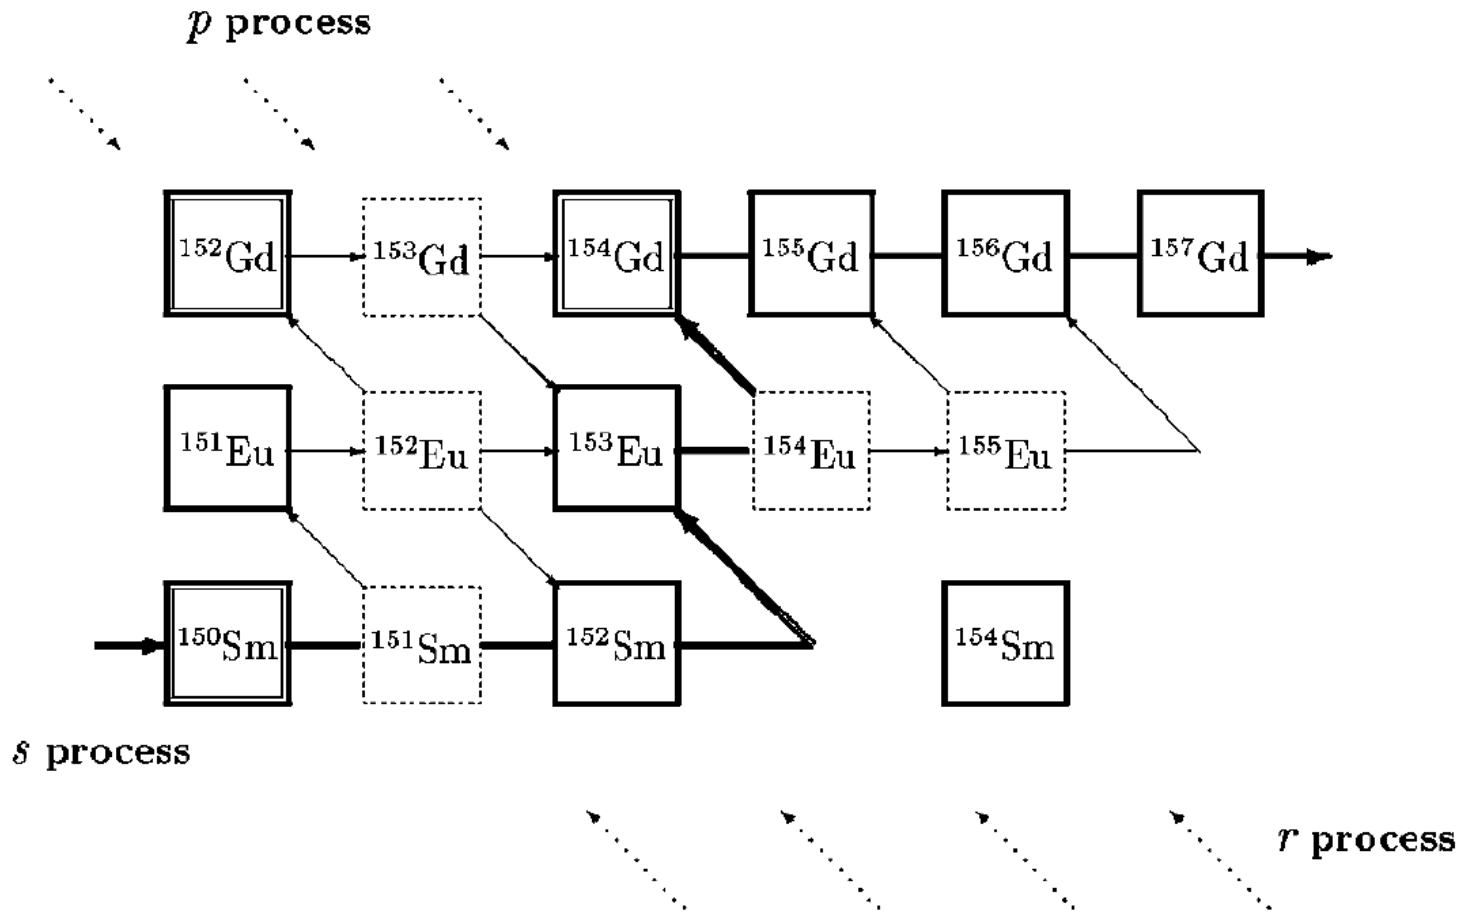 p process
¹⁵²Gd ¹⁵³Gd ¹⁵⁴Gd ¹⁵⁵Gd ¹⁵⁶Gd ¹⁵⁷Gd
¹⁵¹Eu ¹⁵²Eu ¹⁵³Eu ¹⁵⁴Eu ¹⁵⁵Eu
¹⁵⁰Sm ¹⁵¹Sm ¹⁵²Sm ¹⁵⁴Sm
s process
r process